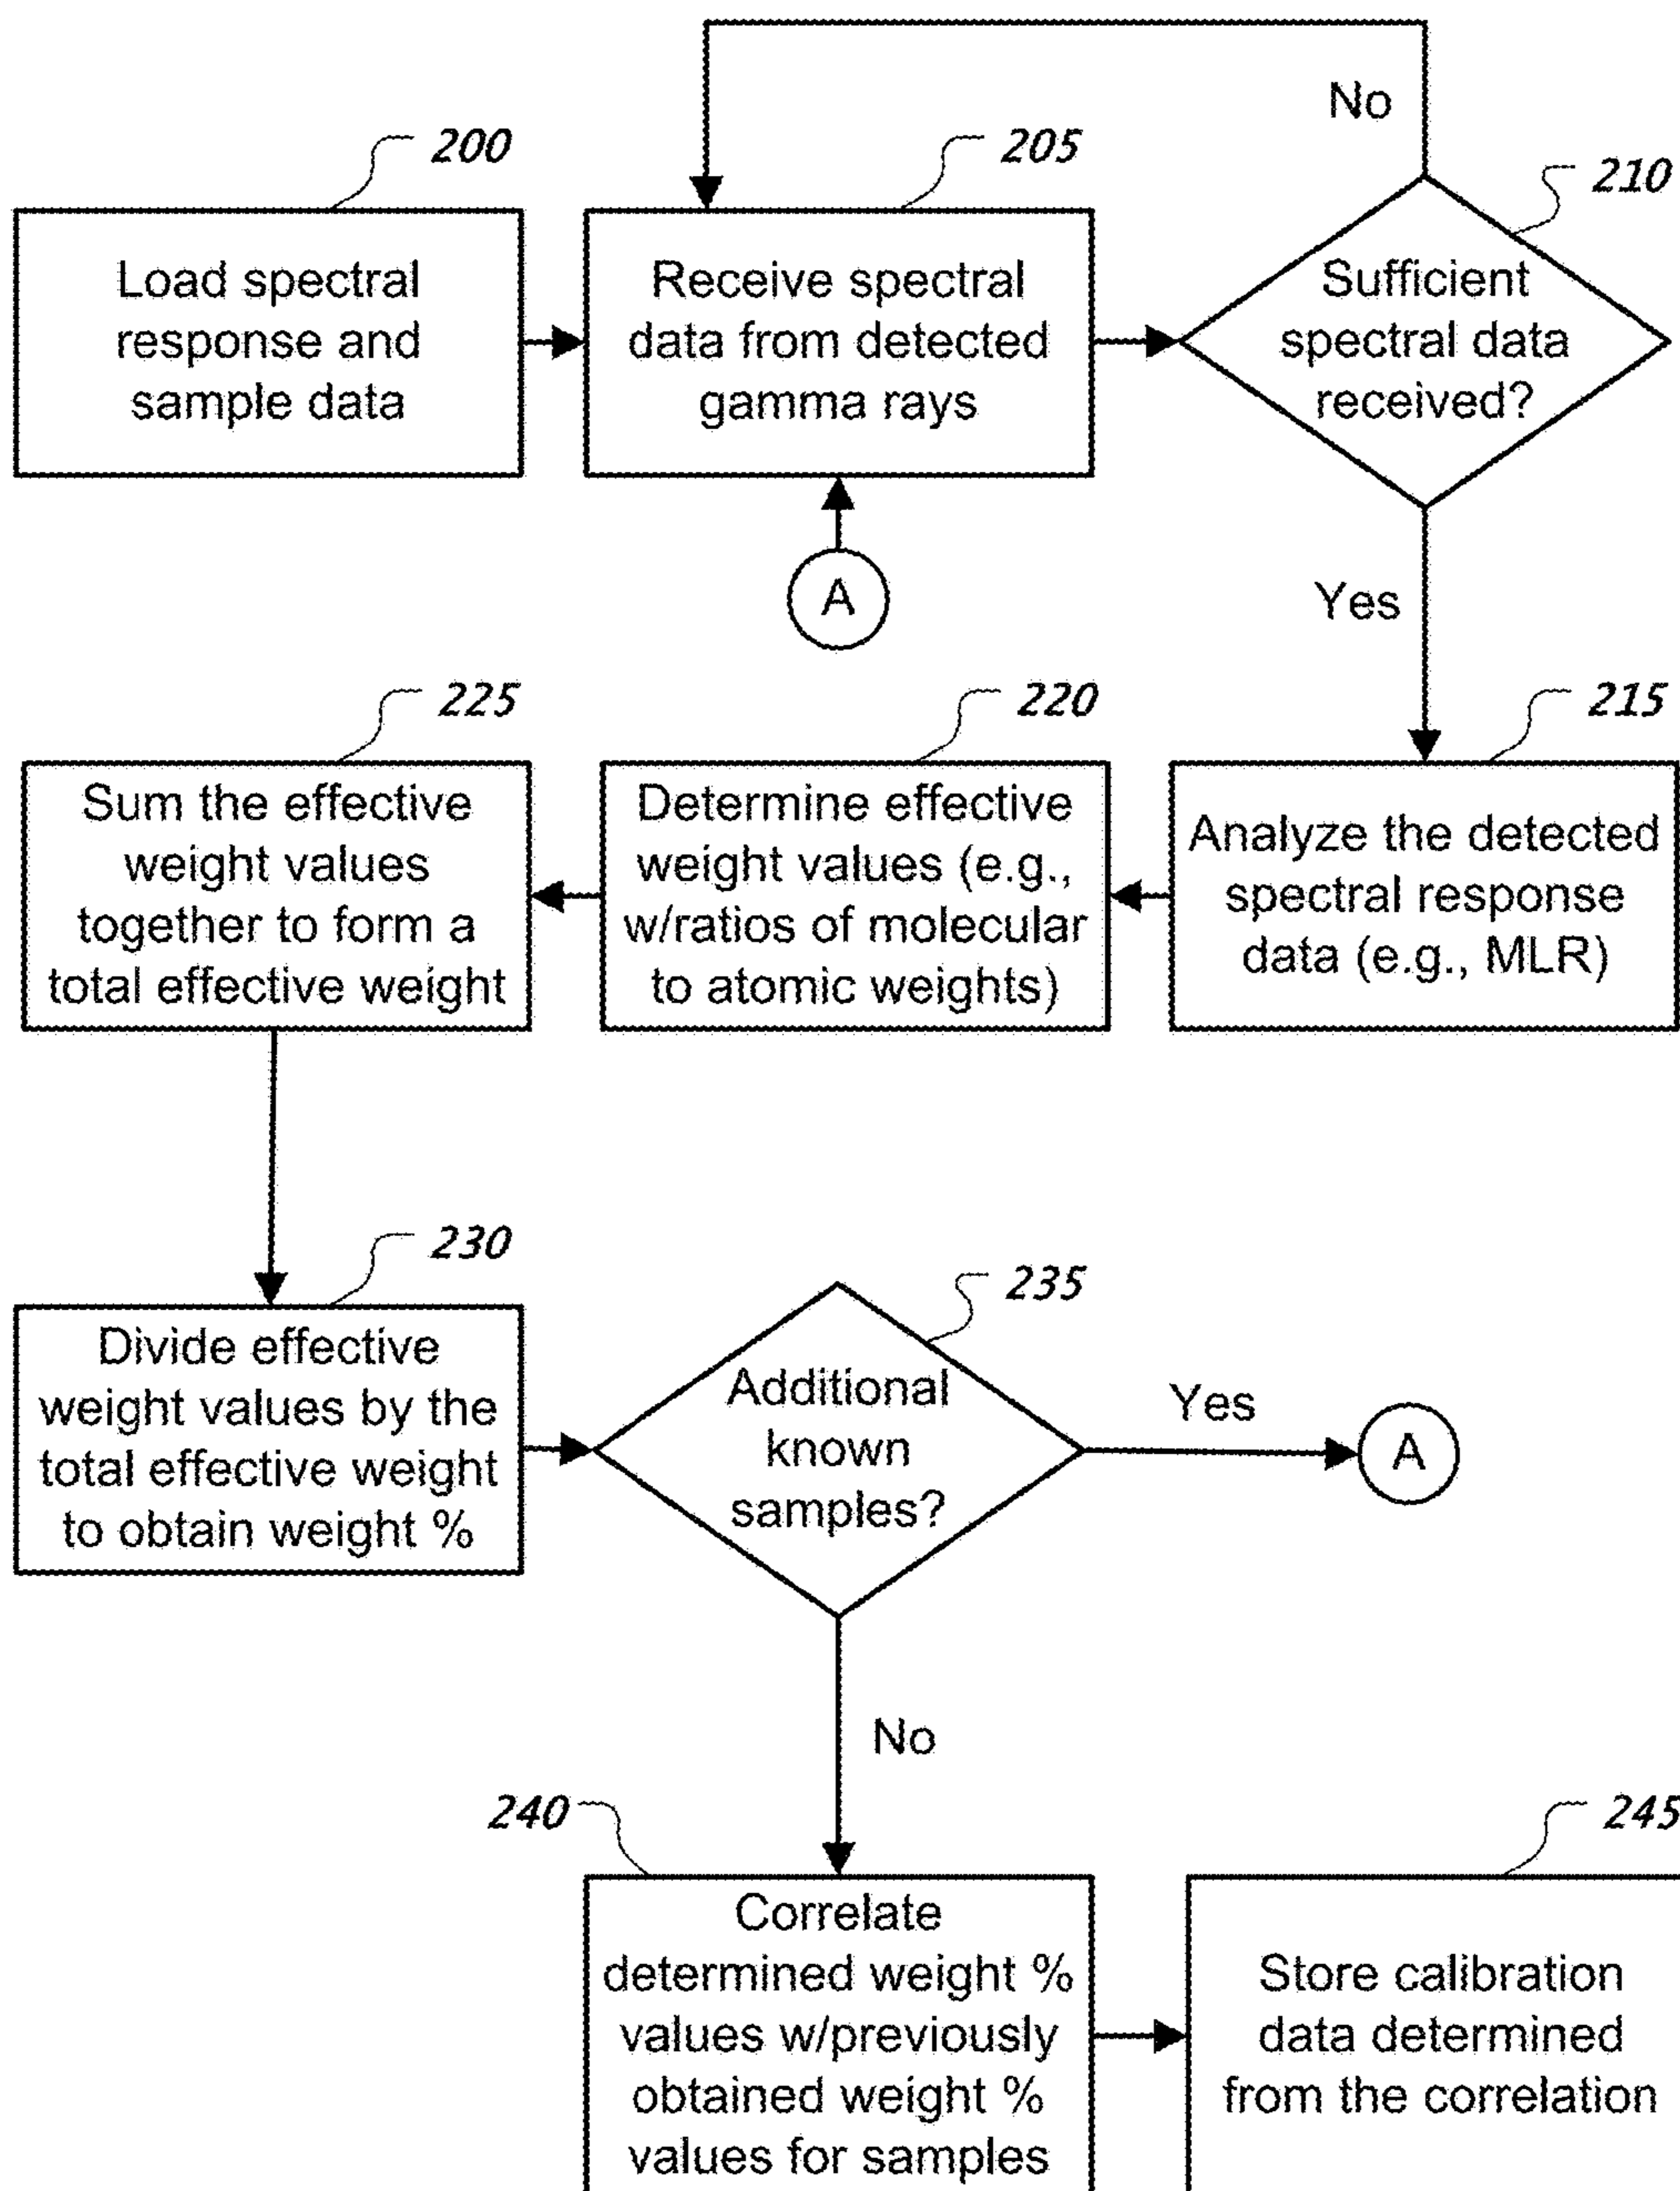 No
200
Load spectral
response and
sample data
205
Receive spectral
data from detected
gamma rays
210
Sufficient
spectral data
received?
A
Yes
225
Sum the effective
weight values
together to form a
total effective weight
220
Determine effective
weight values (e.g.,
w/ratios of molecular
to atomic weights)
215
Analyze the detected
spectral response
data (e.g., MLR)
230
Divide effective
weight values by the
total effective weight
to obtain weight %
235
Additional
known
samples?
Yes
A
No
240
Correlate
determined weight %
values w/previously
obtained weight %
values for samples
245
Store calibration
data determined
from the correlation